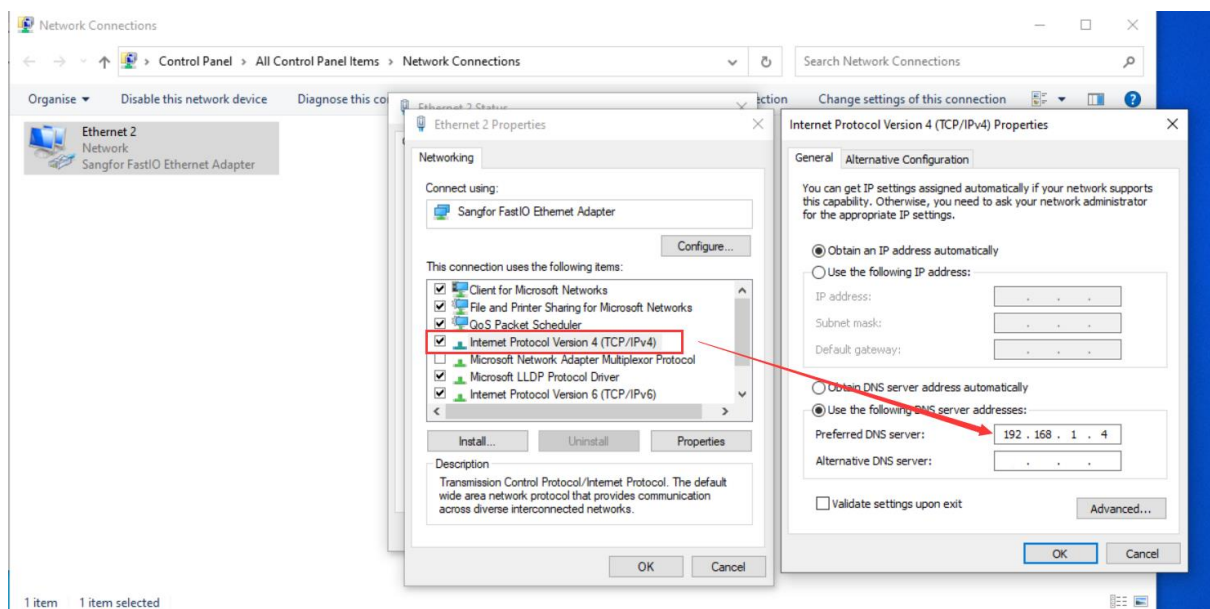 Network Connections
Control Panel > All Control Panel Items > Network Connections
Search Network Connections
Organise
Disable this network device
Diagnose this co
ection
Change settings of this connection
Ethernet 2
Network
Sangfor FastIO Ethernet Adapter
Ethernet 2 Status
Ethernet 2 Properties
Networking
Connect using:
Sangfor FastIO Ethernet Adapter
Configure...
This connection uses the following items:
Client for Microsoft Networks
File and Printer Sharing for Microsoft Networks
QoS Packet Scheduler
Internet Protocol Version 4 (TCP/IPv4)
Microsoft Network Adapter Multiplexor Protocol
Microsoft LLDP Protocol Driver
Internet Protocol Version 6 (TCP/IPv6)
Install...
Uninstall
Properties
Description
Transmission Control Protocol/Internet Protocol. The default
wide area network protocol that provides communication
across diverse interconnected networks.
OK
Cancel
Internet Protocol Version 4 (TCP/IPv4) Properties
General
Alternative Configuration
You can get IP settings assigned automatically if your network supports
this capability. Otherwise, you need to ask your network administrator
for the appropriate IP settings.
Obtain an IP address automatically
Use the following IP address:
IP address:
Subnet mask:
Default gateway:
Obtain DNS server address automatically
Use the following DNS server addresses:
Preferred DNS server:
192 . 168 . 1 . 4
Alternative DNS server:
Validate settings upon exit
Advanced...
OK
Cancel
1 item
1 item selected